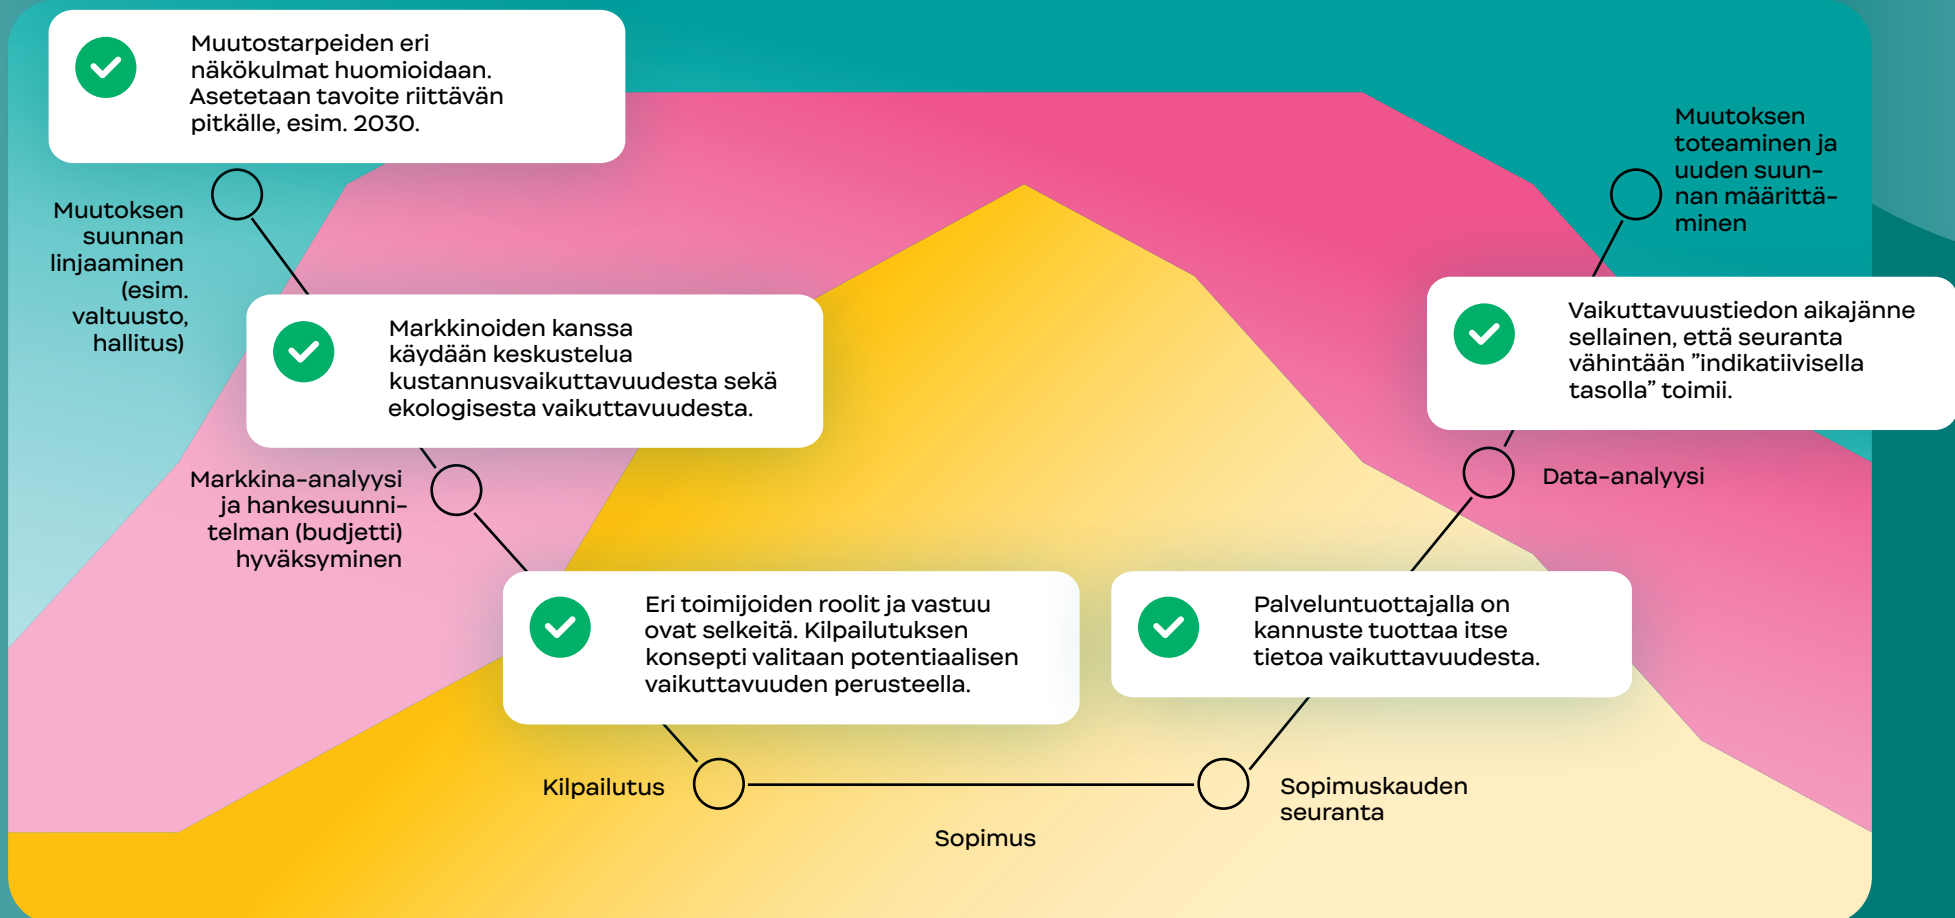 Muutostarpeiden eri
näkökulmat huomioidaan.
Asetetaan tavoite riittävän
pitkälle, esim. 2030.
Muutoksen
suunnan
linjaaminen
(esim.
valtuusto,
hallitus)
Markkinoiden kanssa
käydään keskustelua
kustannusvaikuttavuudesta sekä
ekologisesta vaikuttavuudesta.
Markkina-analyysi
ja hankesuunni-
telman (budjetti)
hyväksyminen
Eri toimijoiden roolit ja vastuu
ovat selkeitä. Kilpailutuksen
konsepti valitaan potentiaalisen
vaikuttavuuden perusteella.
Kilpailutus
Sopimus
Palveluntuottajalla on
kannuste tuottaa itse
tietoa vaikuttavuudesta.
Sopimuskauden
seuranta
Data-analyysi
Vaikuttavuustiedon aikajänne
sellainen, että seuranta
vähintään ”indikatiivisella
tasolla” toimii.
Muutoksen
toteaminen ja
uuden suun-
nan määrittä-
minen